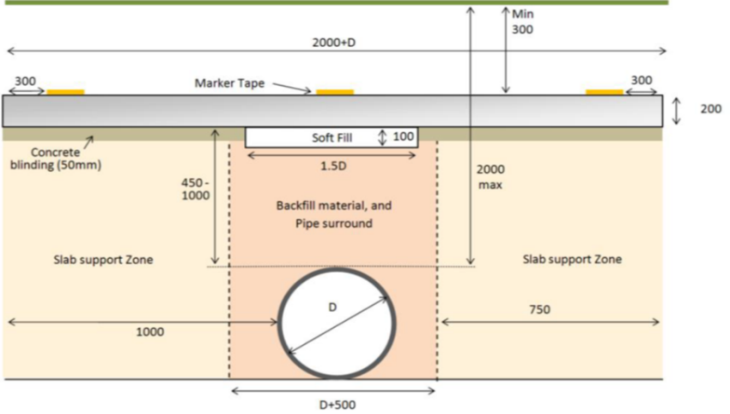 Min
300
2000+D
300
Marker Tape
300
200
Soft Fill
100
Concrete
blinding (50mm)
1.5D
450 -
1000
2000
max
Backfill material, and
Pipe surround
Slab support Zone
Slab support Zone
D
750
1000
D+500